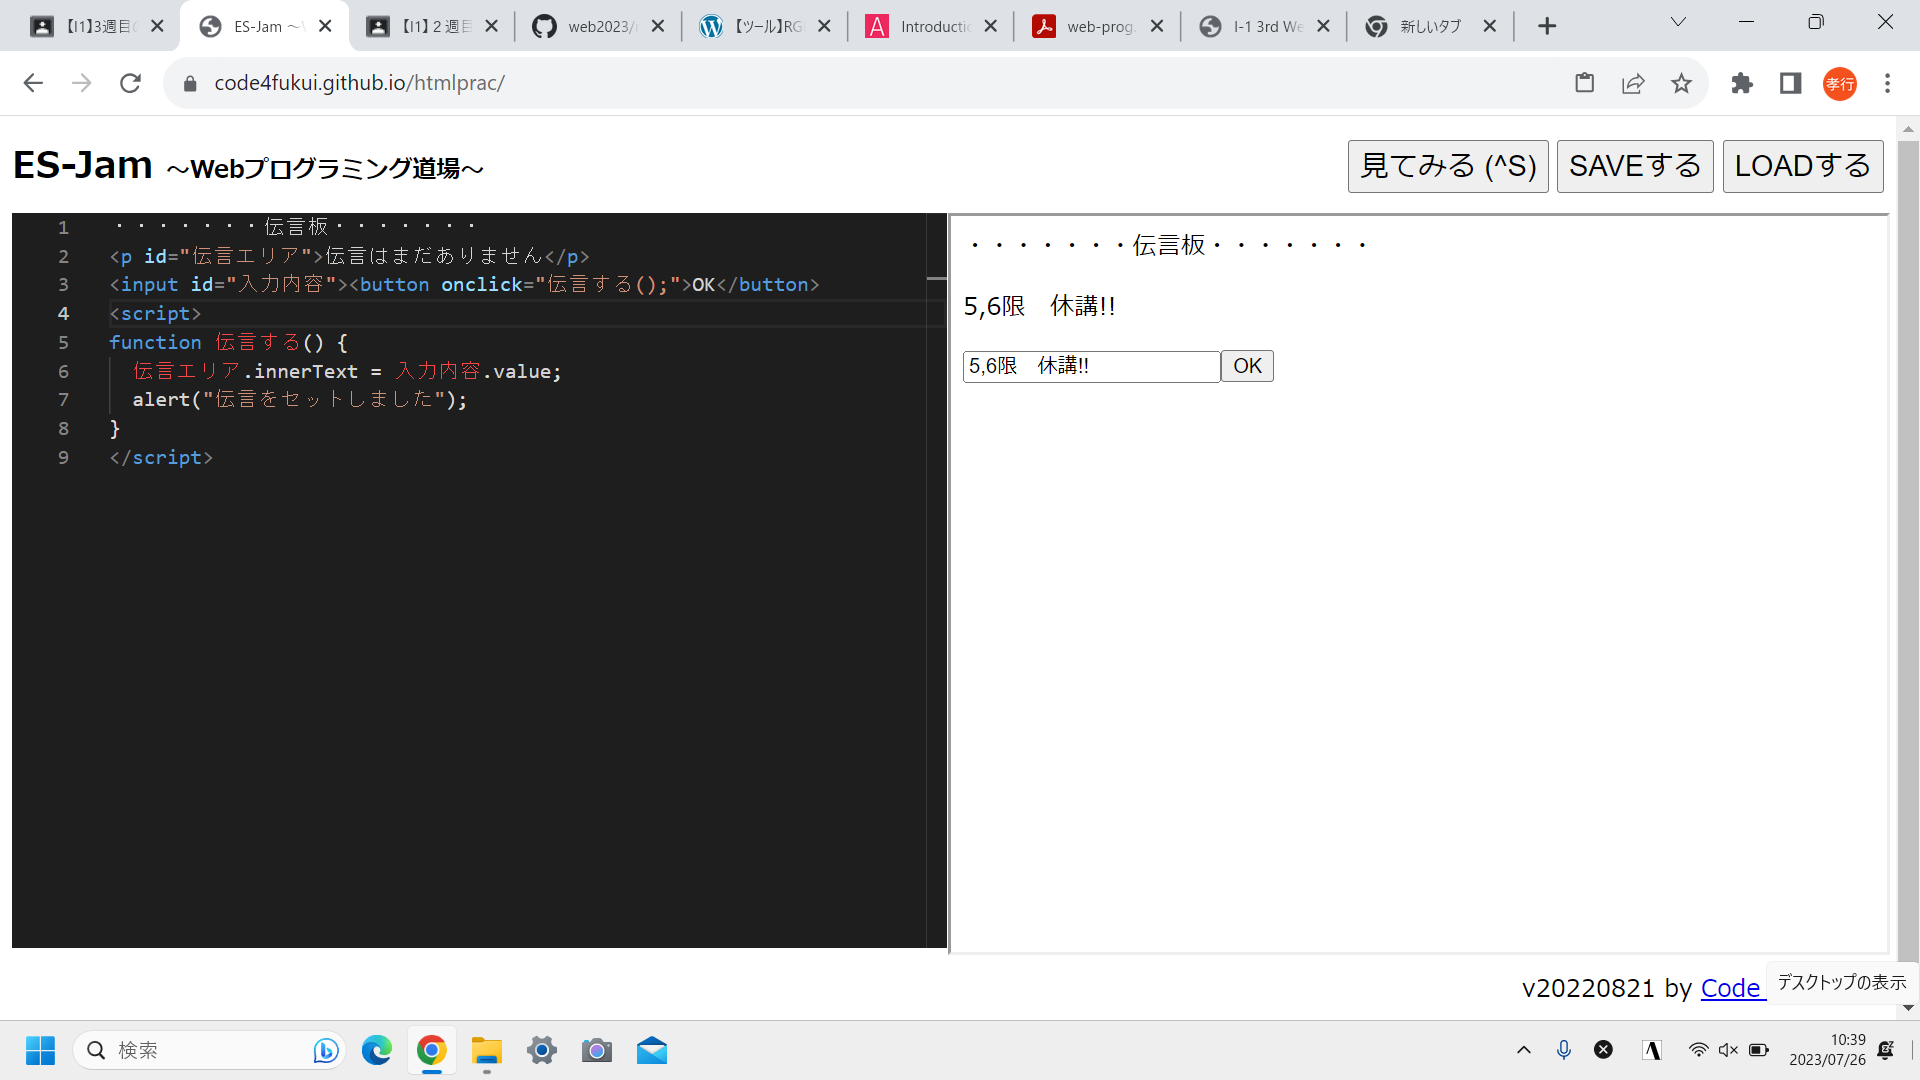 【I1】3週目
ES-Jam ～
【I1】２週目
web2023/
【ツール】RG
Introductio
web-prog.
I-1 3rd We
新しいタブ
code4fukui.github.io/htmlprac/
孝行
ES-Jam ～Webプログラミング道場～
見てみる (^S)
SAVEする
LOADする
1 ・・・・・・・伝言板・・・・・・・
2 <p id="伝言エリア">伝言はまだありません</p>
3 <input id="入力内容"><button onclick="伝言する();">OK</button>
4 <script>
5 function 伝言する() {
6 伝言エリア.innerText = 入力内容.value;
7 alert("伝言をセットしました");
8 }
9 </script>
・・・・・・・伝言板・・・・・・・
5,6限　休講!!
5,6限　休講!! OK
v20220821 by Code
デスクトップの表示
検索
10:39
2023/07/26